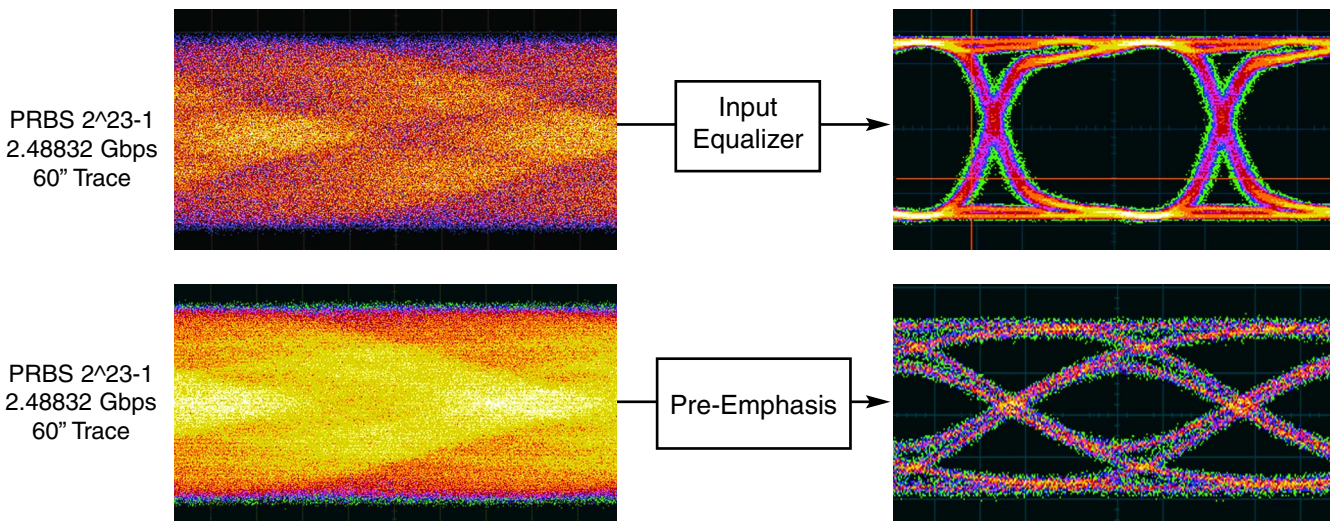 PRBS 2^23-1
2.48832 Gbps
60” Trace
Input
Equalizer
PRBS 2^23-1
2.48832 Gbps
60” Trace
Pre-Emphasis